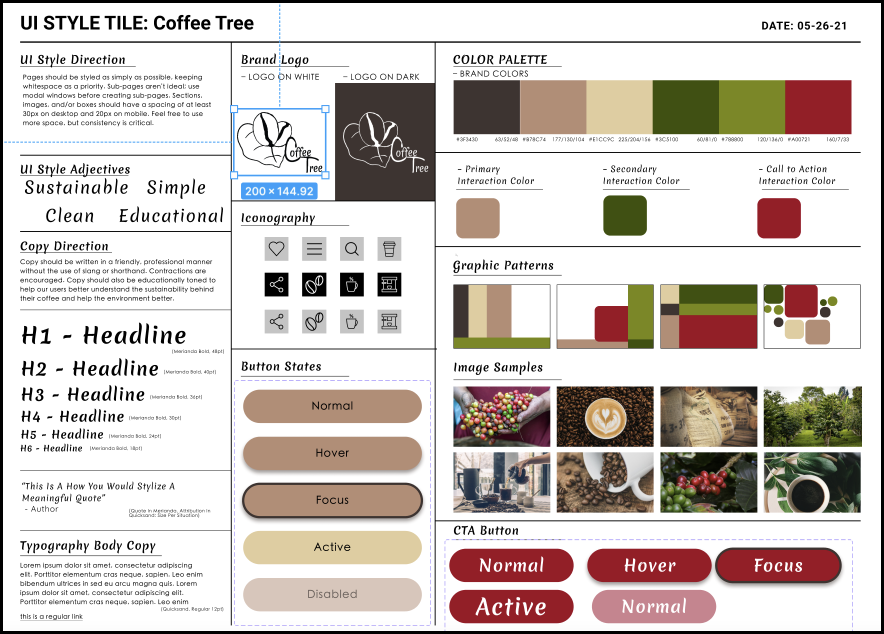 UI STYLE TILE: Coffee Tree
DATE: 05-26-21
UI Style Direction
Pages should be styled as simply as possible, keeping
whitespace as a priority. Sub-pages aren't ideal; use
modal windows before creating sub-pages. Sections,
images, and/or boxes should have a spacing of at least
30px on desktop and 20px on mobile. Feel free to use
more space, but consistency is critical.
UI Style Adjectives
Sustainable Simple
Clean Educational
Copy Direction
Copy should be written in a friendly, professional manner
without the use of slang or shorthand. Contractions are
encouraged. Copy should also be educationally toned to
help our users better understand the sustainability behind
their coffee and help the environment better.
H1 - Headline
(Merianda Bold, 48pt)
H2 - Headline (Merianda Bold, 40pt)
H3 - Headline (Merianda Bold, 36pt)
H4 - Headline (Merianda Bold, 30pt)
H5 - Headline (Merianda Bold, 24pt)
H6 - Headline (Merianda Bold, 18pt)
"This Is A How You Would Stylize A
Meaningful Quote"
- Author
(Quote in Merianda, Attribution in
Quicksand; Size Per Situation)
Typography Body Copy
Lorem ipsum dolor sit amet, consectetur adipiscing
elit. Porttitor elementum cras neque, sapien. Leo enim
bibendum ultrices in sed eu arcu magna quis. Lorem
ipsum dolor sit amet, consectetur adipiscing elit.
Porttitor elementum cras neque, sapien. Leo enim
(Quicksand, Regular 12pt)
this is a regular link
Brand Logo
- LOGO ON WHITE
- LOGO ON DARK
Coffee
Tree
Coffee
Tree
200 × 144.92
Iconography
Button States
Normal
Hover
Focus
Active
Disabled
COLOR PALETTE
- BRAND COLORS
#3F3430 63/52/48 #B78C74 177/130/104 #E1CC9C 225/204/156 #3C5100 60/81/0 #788800 120/136/0 #A00721 160/7/33
- Primary
Interaction Color
- Secondary
Interaction Color
- Call to Action
Interaction Color
Graphic Patterns
Image Samples
CTA Button
Normal
Hover
Focus
Active
Normal